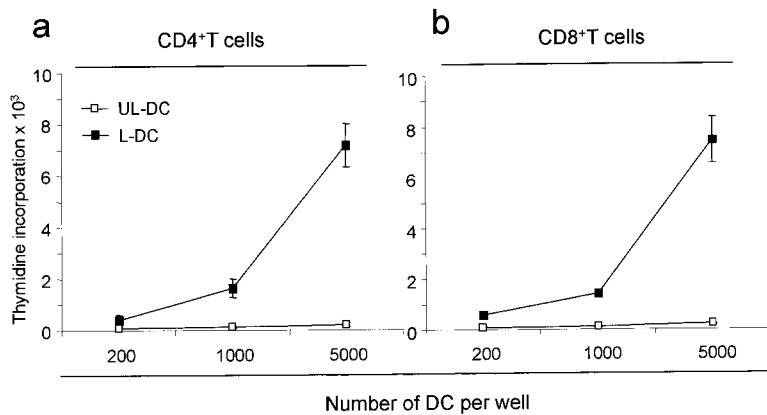 a
CD4⁺T cells
b
CD8⁺T cells
Thymidine incorporation x 10³
10
8
6
4
2
0
UL-DC
L-DC
200 1000 5000
10
8
6
4
2
0
200 1000 5000
Number of DC per well